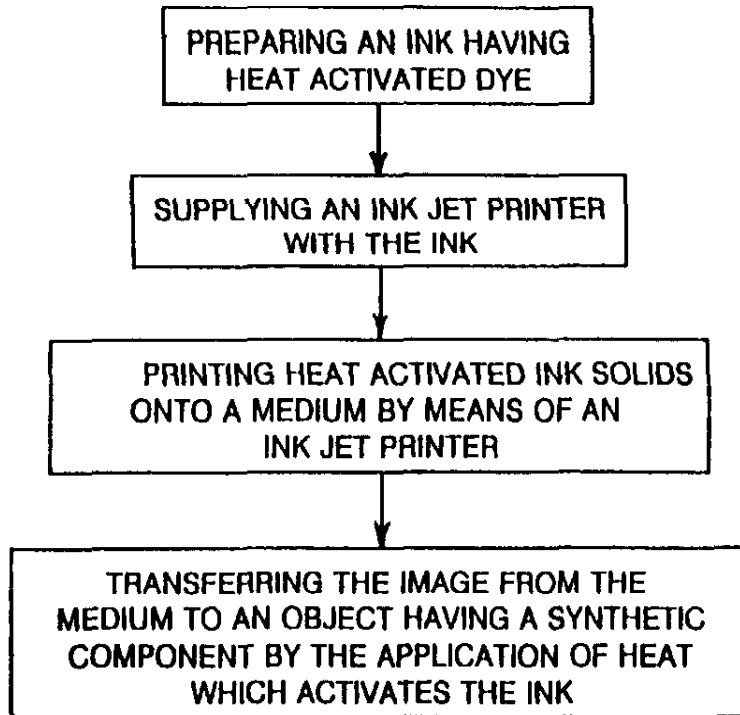 PREPARING AN INK HAVING
HEAT ACTIVATED DYE
SUPPLYING AN INK JET PRINTER
WITH THE INK
PRINTING HEAT ACTIVATED INK SOLIDS
ONTO A MEDIUM BY MEANS OF AN
INK JET PRINTER
TRANSFERRING THE IMAGE FROM THE
MEDIUM TO AN OBJECT HAVING A SYNTHETIC
COMPONENT BY THE APPLICATION OF HEAT
WHICH ACTIVATES THE INK